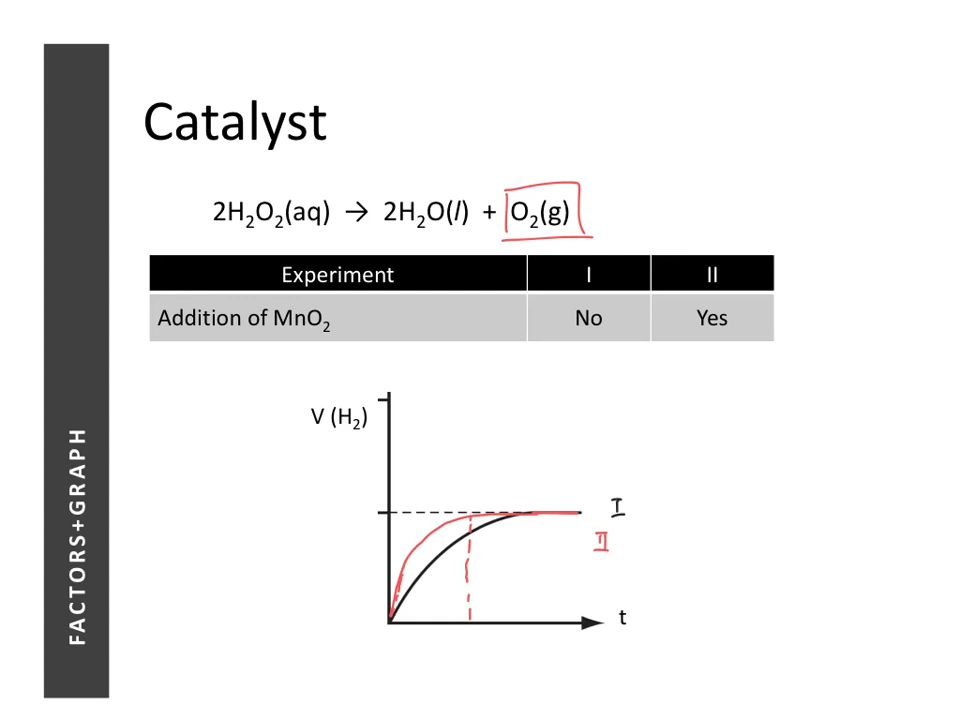 Catalyst
2H₂O₂(aq) → 2H₂O(l) + O₂(g)
Experiment I II
Addition of MnO₂ No Yes
V (H₂)
I
II
t
FACTORS+GRAPH